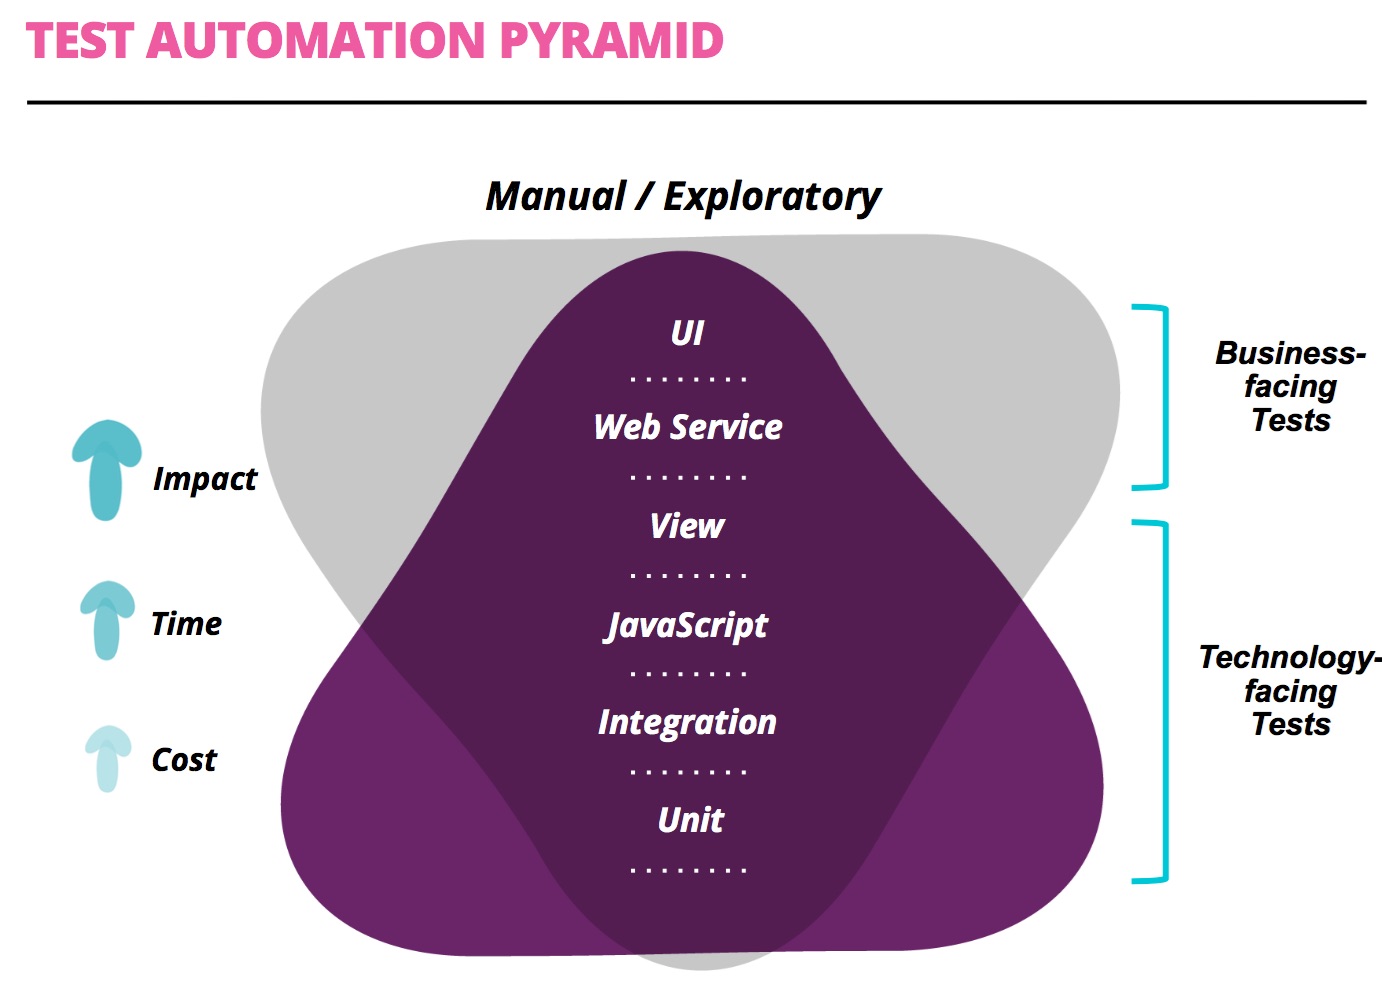 TEST AUTOMATION PYRAMID
Manual / Exploratory
UI
Web Service
View
JavaScript
Integration
Unit
Impact
Time
Cost
Business-
facing
Tests
Technology-
facing
Tests